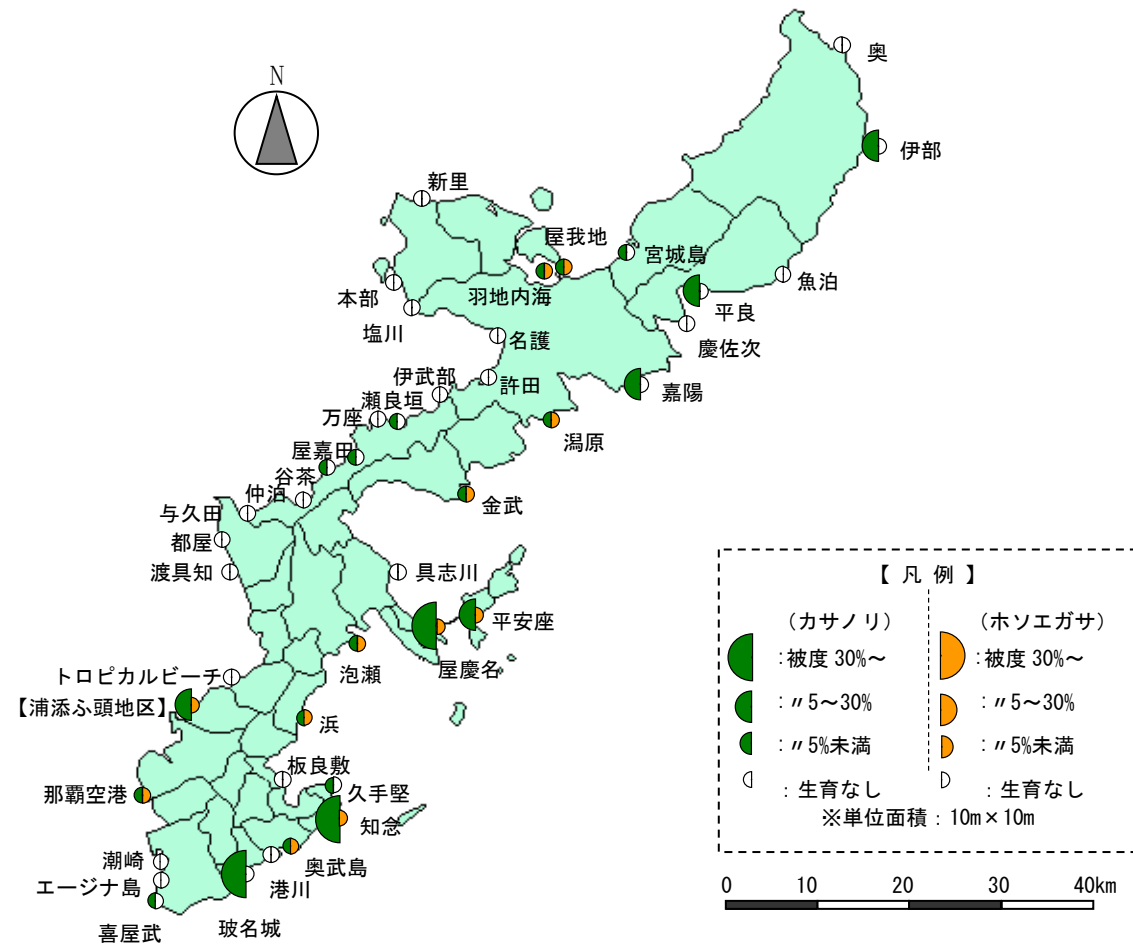 N
奥
伊部
新里
屋我地
宮城島
羽地内海
魚泊
本部
平良
塩川
名護
慶佐次
伊武部
許田
嘉陽
瀬良垣
万座
潟原
屋嘉田
谷茶
仲泊
金武
与久田
都屋
渡具知
具志川
平安座
屋慶名
泡瀬
トロピカルビーチ
【浦添ふ頭地区】
浜
板良敷
那覇空港
久手堅
知念
奥武島
潮崎
港川
エージナ島
喜屋武
玻名城
【 凡 例 】
(カサノリ) (ホソエガサ)
:被度 30%~ :被度 30%~
:〃5~30% :〃5~30%
:〃5%未満 :〃5%未満
:生育なし :生育なし
※単位面積:10m×10m
0 10 20 30 40km